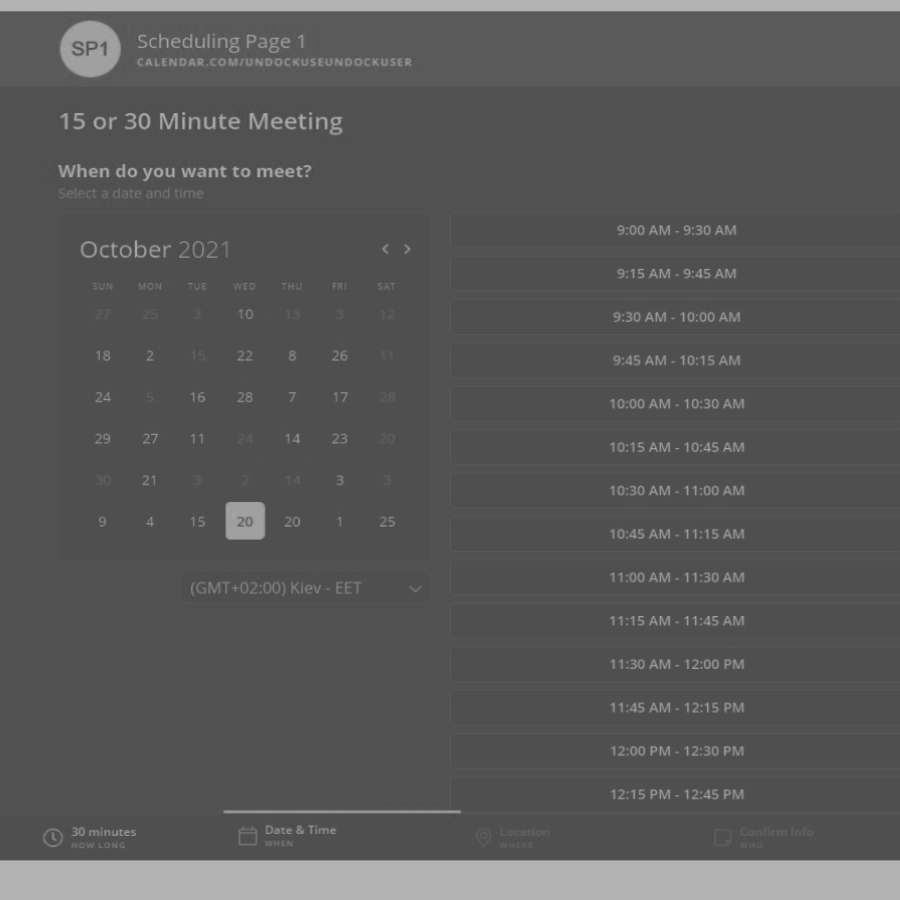 SP1
Scheduling Page 1
CALENDAR.COM/UNDOCKUSEUNDOCKUSER
15 or 30 Minute Meeting
When do you want to meet?
Select a date and time
October 2021
SUN MON TUE WED THU FRI SAT
27 25 3 10 13 3 12
18 2 15 22 8 26 11
24 5 16 28 7 17 28
29 27 11 24 14 23 20
30 21 3 2 14 3 3
9 4 15 20 20 1 25
(GMT+02:00) Kiev - EET
9:00 AM - 9:30 AM
9:15 AM - 9:45 AM
9:30 AM - 10:00 AM
9:45 AM - 10:15 AM
10:00 AM - 10:30 AM
10:15 AM - 10:45 AM
10:30 AM - 11:00 AM
10:45 AM - 11:15 AM
11:00 AM - 11:30 AM
11:15 AM - 11:45 AM
11:30 AM - 12:00 PM
11:45 AM - 12:15 PM
12:00 PM - 12:30 PM
12:15 PM - 12:45 PM
30 minutes
HOW LONG
Date & Time
WHEN
Location
WHERE
Confirm Info
WHO